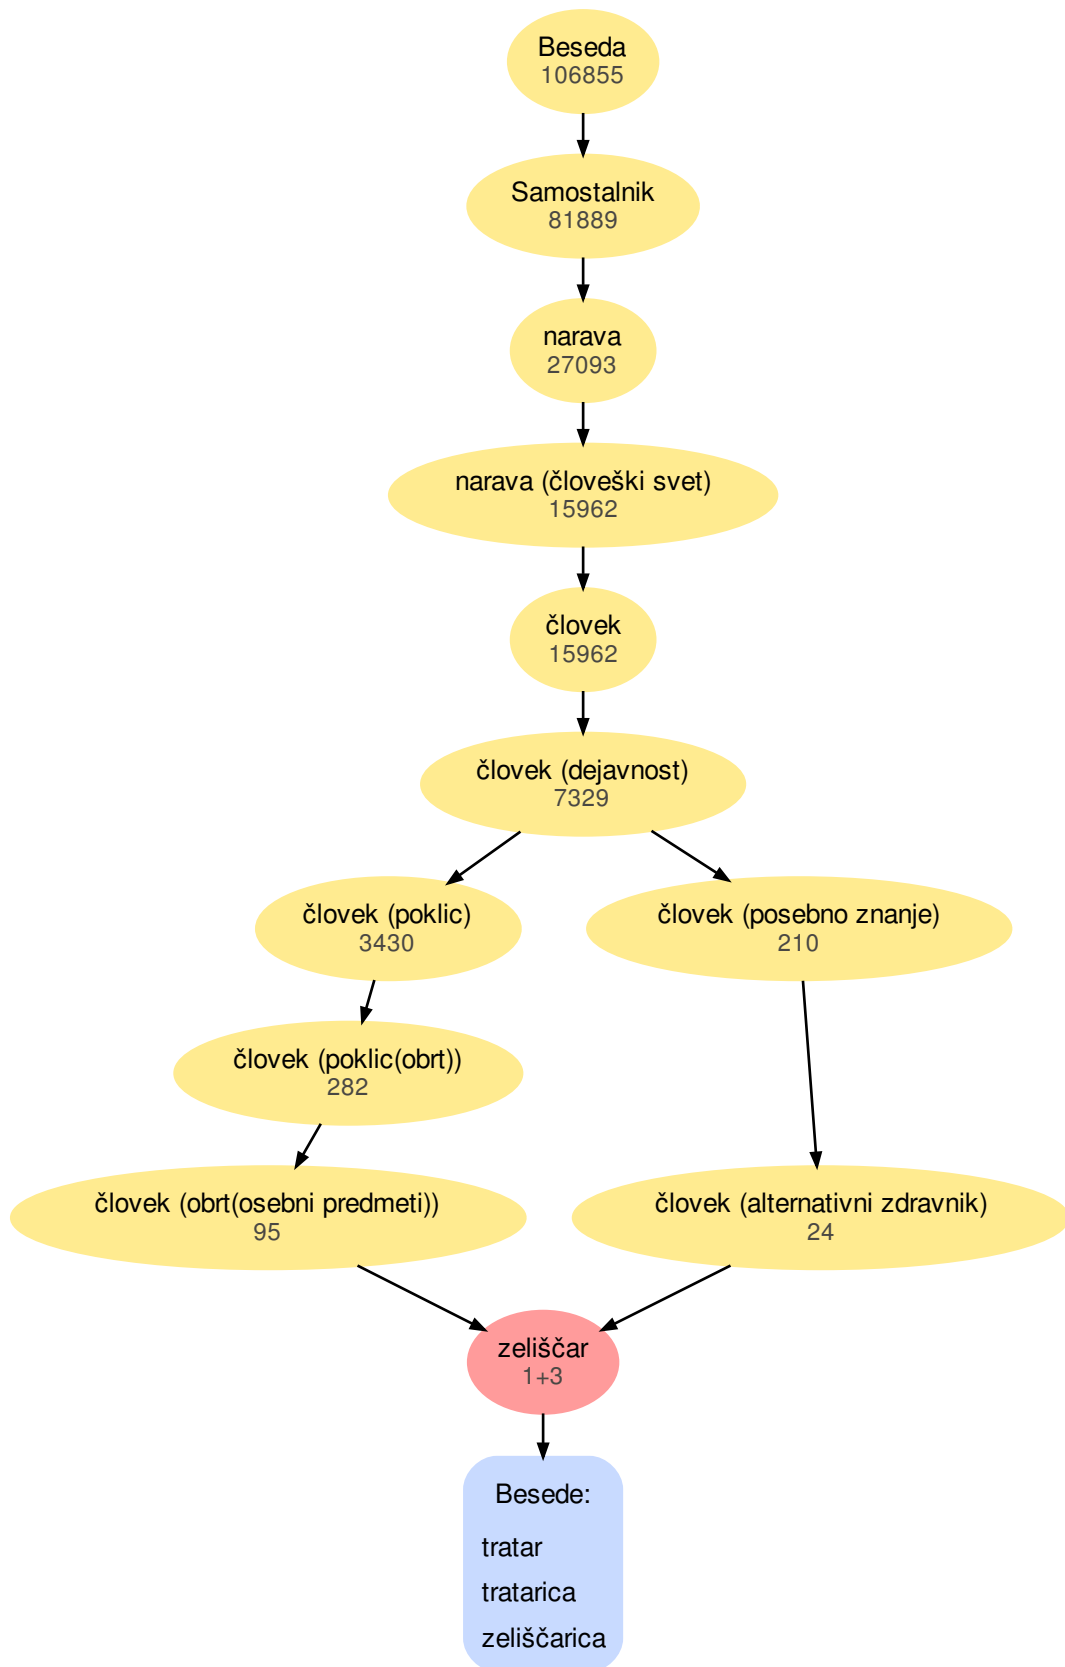 Beseda
106855
Samostalnik
81889
narava
27093
narava (človeški svet)
15962
človek
15962
človek (dejavnost)
7329
človek (poklic)
3430
človek (posebno znanje)
210
človek (poklic(obrt))
282
človek (obrt(osebni predmeti))
95
človek (alternativni zdravnik)
24
zeliščar
1+3
Besede:
tratar
tratarica
zeliščarica